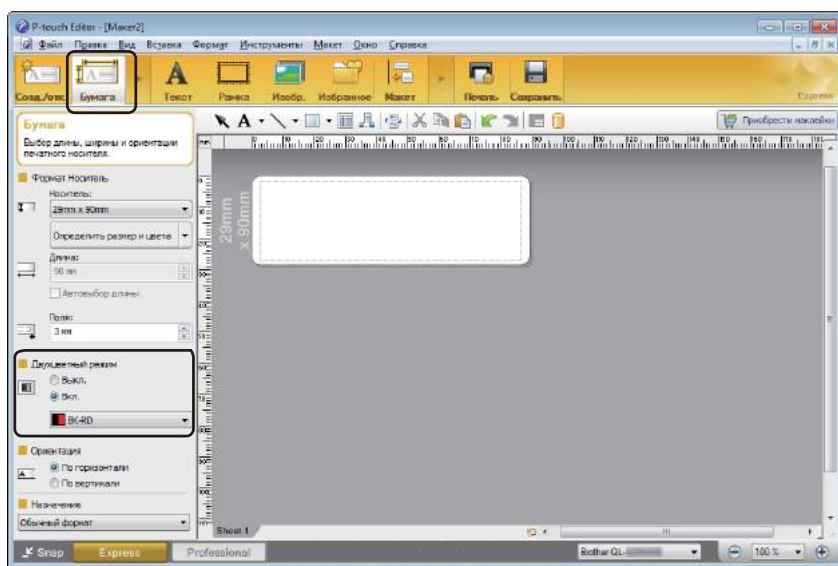 P-touch Editor - [Макет2]
Файл Правка Вид Вставка Формат Инструменты Макет Окно Справка
Созд./отк. Бумага Текст Рамка Изобр. Избранное Макет Печать Сохранить Express
Приобрести наклейки
Бумага
Выбор длины, ширины и ориентации
печатного носителя.
Формат Носитель
Носитель:
29mm x 90mm
Определить размер и цвета
Длина:
90 мм
Автовыбор длины
Поля:
3 мм
Двухцветный режим
Выкл.
Вкл.
BK-RD
Ориентация
По горизонтали
По вертикали
Назначение
Обычный формат
29mm
x 90mm
Sheet 1
Snap Express Professional
Brother QL-
100 %